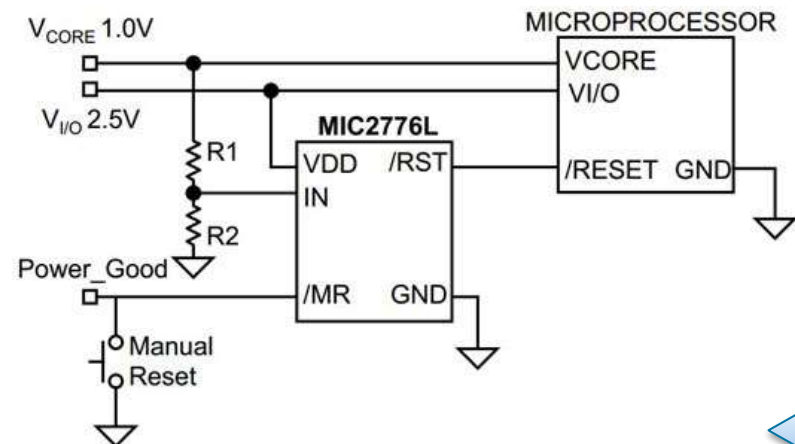 MICROPROCESSOR
VCORE 1.0V
VCORE
VI/O
VI/O 2.5V
MIC2776L
R1
VDD /RST
/RESET GND
IN
R2
Power_Good
/MR GND
Manual
Reset